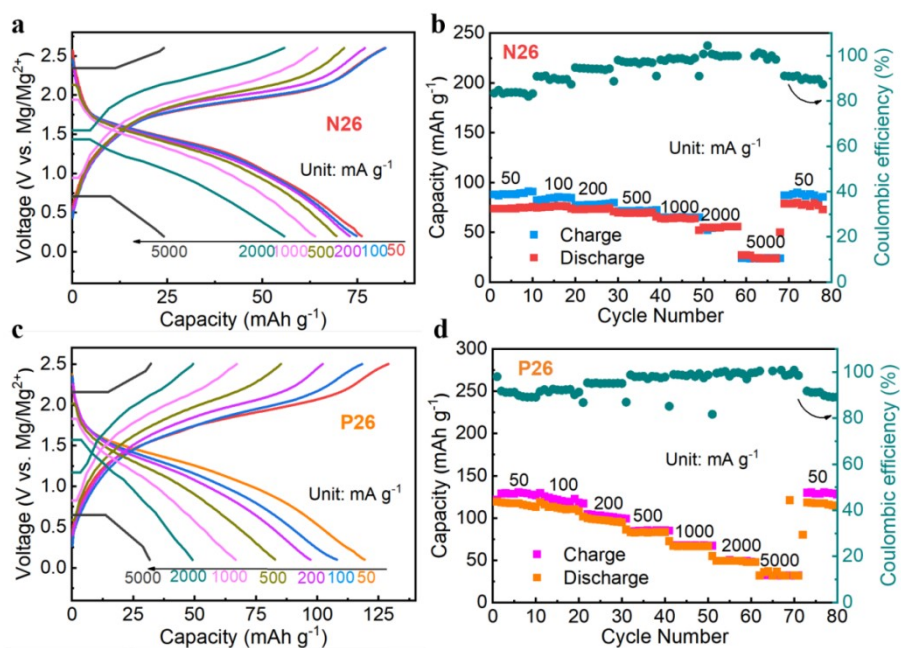 a
Voltage (V vs. Mg/Mg²⁺)
2.5
2.0
1.5
1.0
0.5
0.0
N26
Unit: mA g⁻¹
5000 2000 1000 500 200 100 50
0 25 50 75
Capacity (mAh g⁻¹)
b
Capacity (mAh g⁻¹)
250
200
150
100
50
0
N26
Unit: mA g⁻¹
50 100 200 500 1000 2000 5000 50
Charge
Discharge
0 10 20 30 40 50 60 70 80
Cycle Number
100
80
60
40
20
0
Coulombic efficiency (%)
c
Voltage (V vs. Mg/Mg²⁺)
2.5
2.0
1.5
1.0
0.5
0.0
P26
Unit: mA g⁻¹
5000 2000 1000 500 200 100 50
0 25 50 75 100 125
Capacity (mAh g⁻¹)
d
Capacity (mAh g⁻¹)
300
250
200
150
100
50
0
P26
Unit: mA g⁻¹
50 100 200 500 1000 2000 5000 50
Charge
Discharge
0 10 20 30 40 50 60 70 80
Cycle Number
100
80
60
40
20
0
Coulombic efficiency (%)